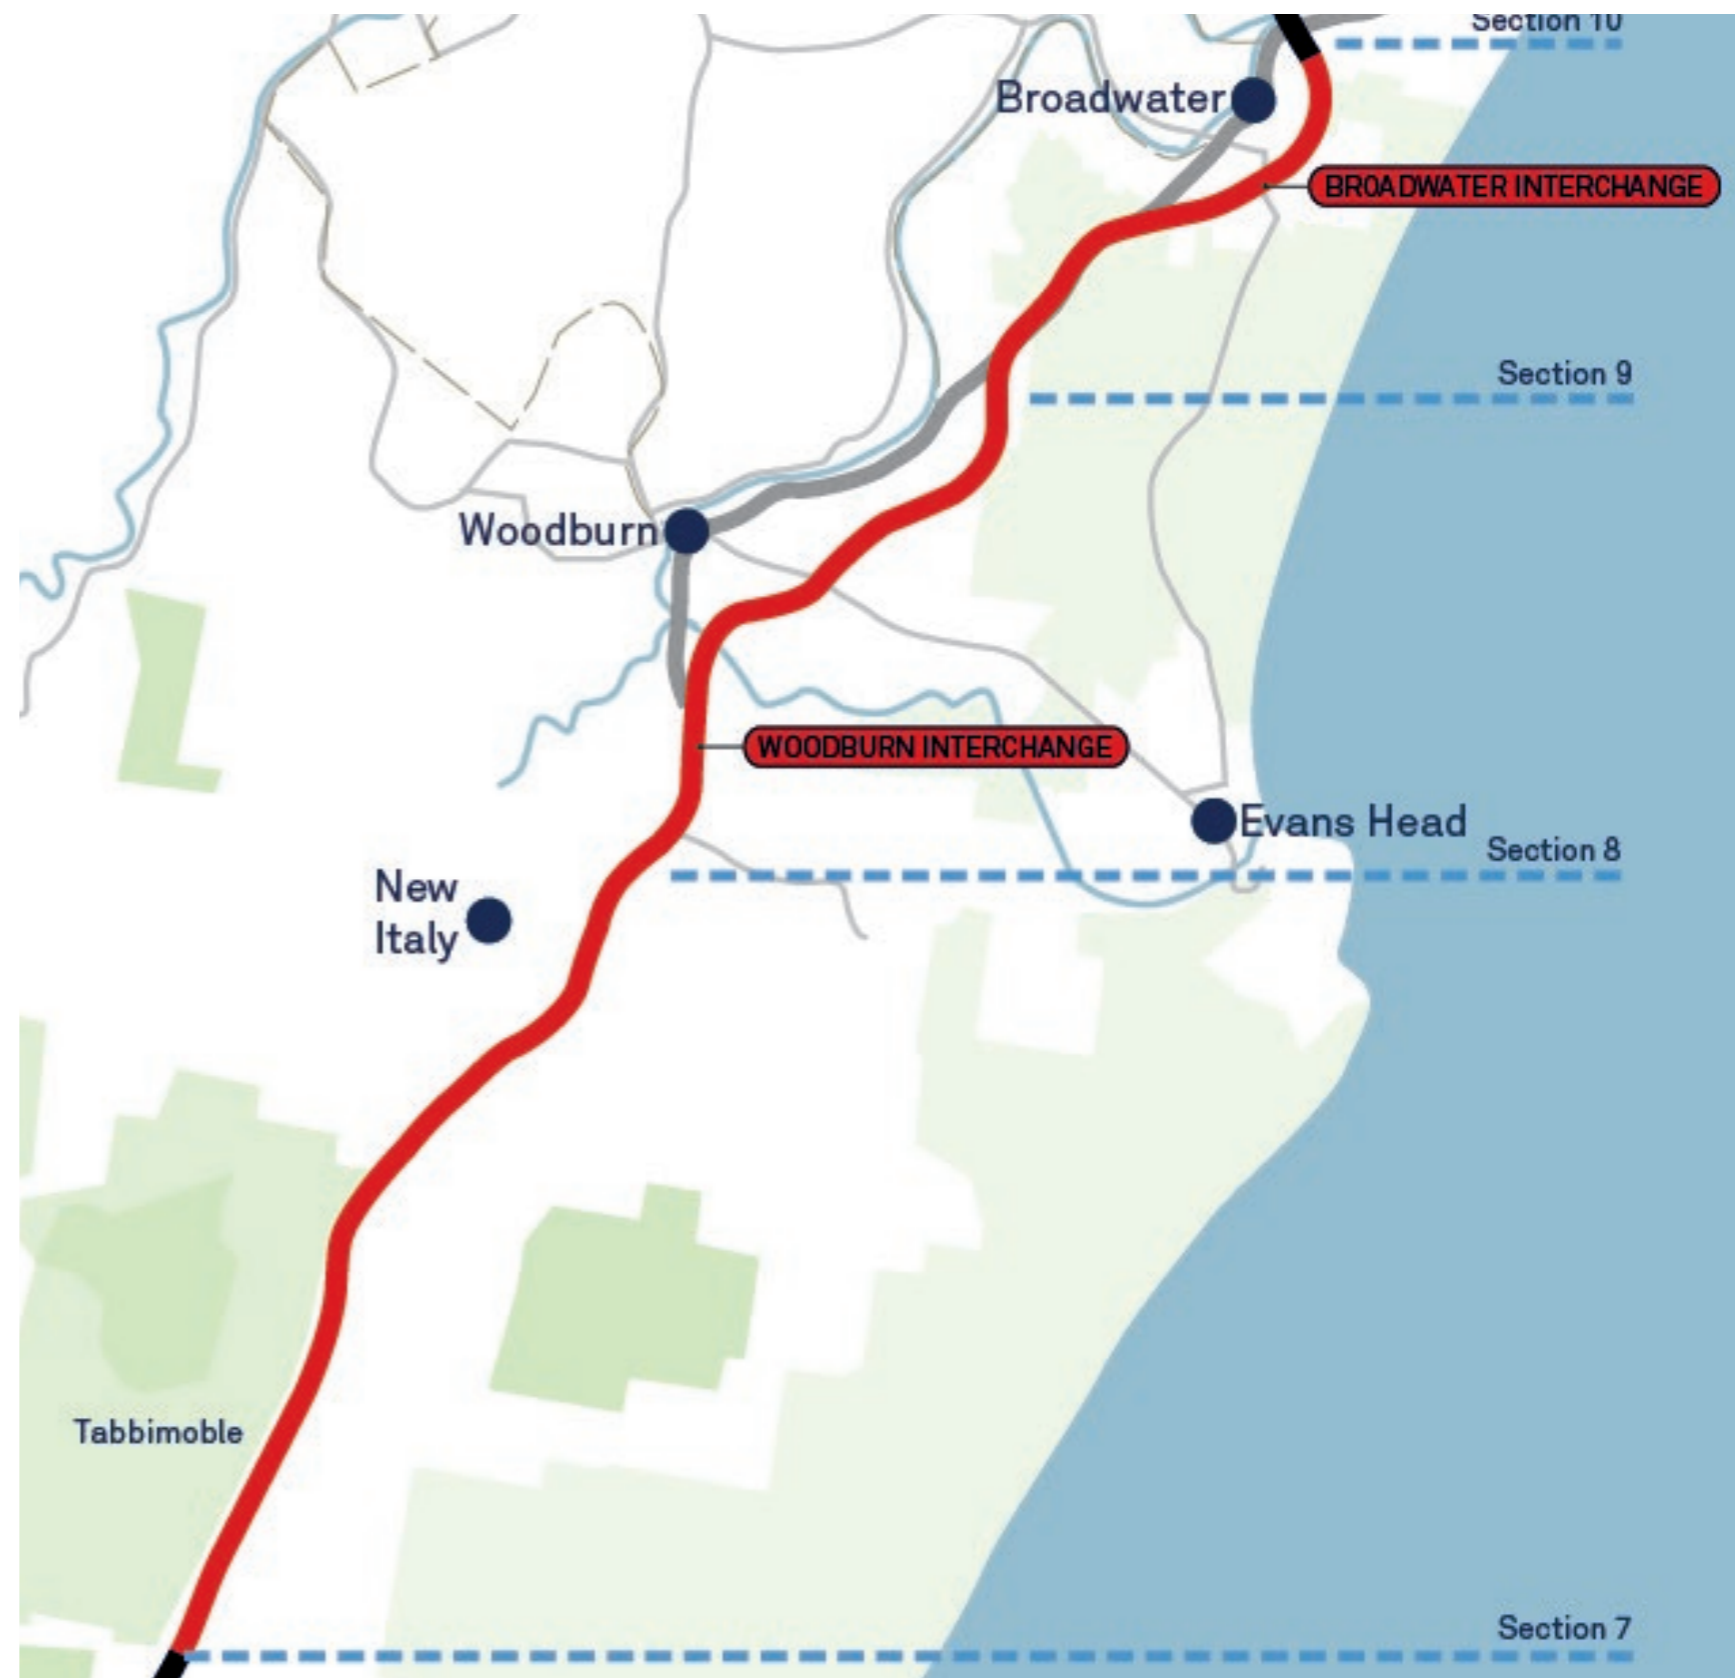 Section 10
Broadwater
BROADWATER INTERCHANGE
Section 9
Woodburn
WOODBURN INTERCHANGE
Evans Head
Section 8
New
Italy
Tabbimoble
Section 7